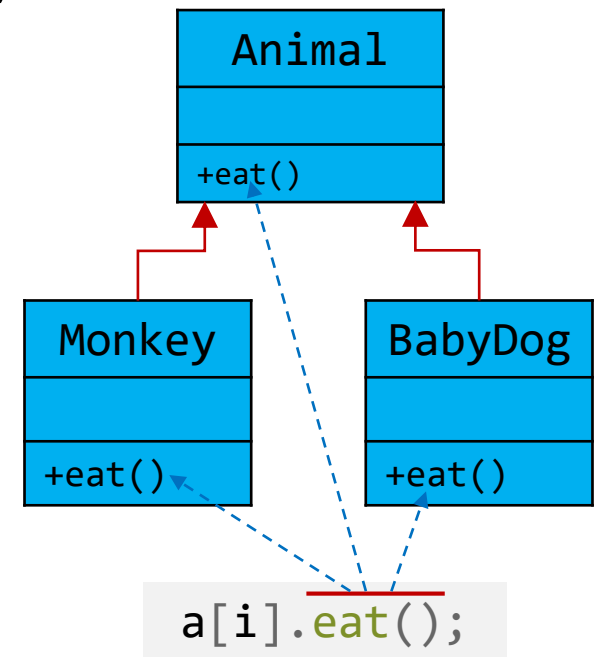 Animal
+eat()
Monkey
BabyDog
+eat()
+eat()
a[i].eat();